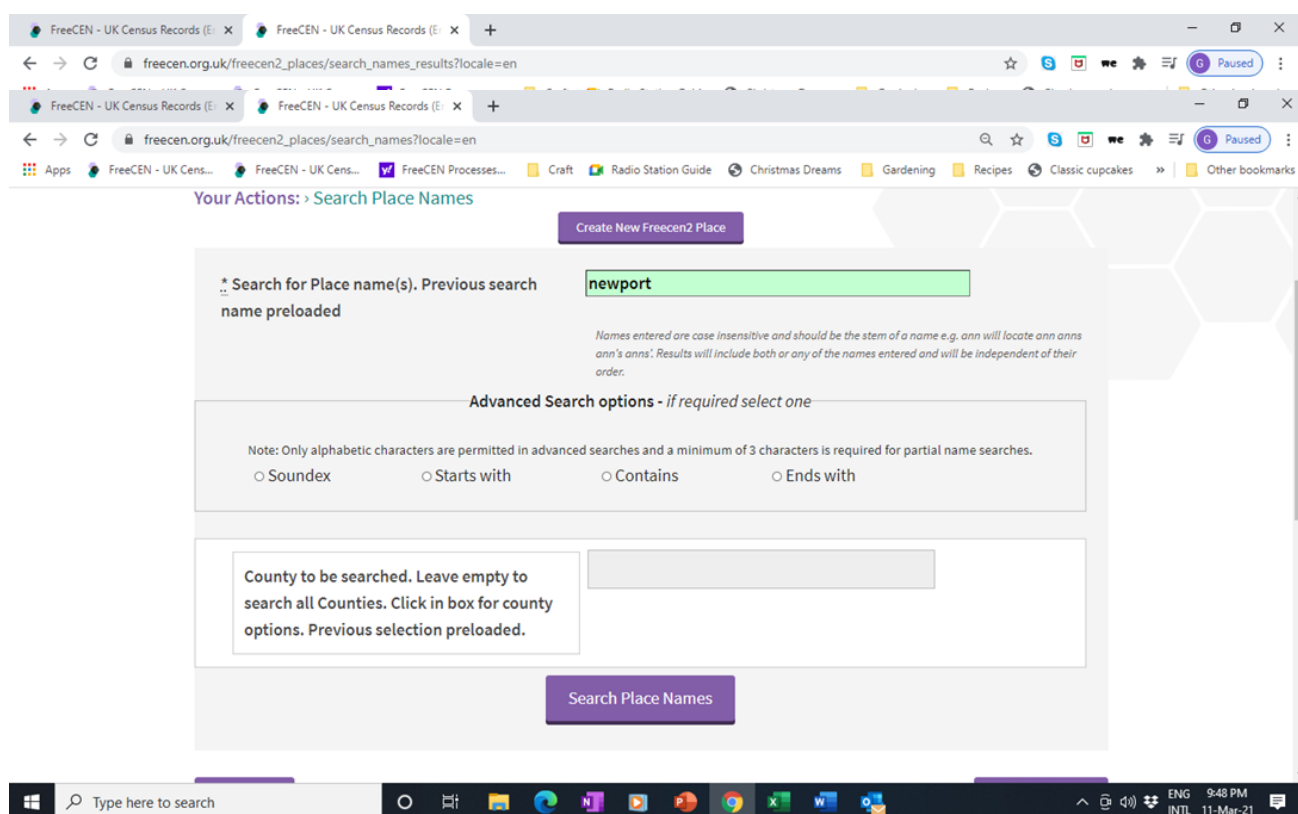 FreeCEN - UK Census Records (En
FreeCEN - UK Census Records (En
freecen.org.uk/freecen2_places/search_names_results?locale=en
G Paused
FreeCEN - UK Census Records (En
FreeCEN - UK Census Records (En
freecen.org.uk/freecen2_places/search_names?locale=en
G Paused
Apps FreeCEN - UK Cens... FreeCEN - UK Cens... FreeCEN Processes... Craft Radio Station Guide Christmas Dreams Gardening Recipes Classic cupcakes » Other bookmarks
Your Actions: › Search Place Names
Create New Freecen2 Place
* Search for Place name(s). Previous search
name preloaded
newport
Names entered are case insensitive and should be the stem of a name e.g. ann will locate ann anns
ann's anns'. Results will include both or any of the names entered and will be independent of their
order.
Advanced Search options - if required select one
Note: Only alphabetic characters are permitted in advanced searches and a minimum of 3 characters is required for partial name searches.
Soundex Starts with Contains Ends with
County to be searched. Leave empty to
search all Counties. Click in box for county
options. Previous selection preloaded.
Search Place Names
Type here to search
ENG 9:48 PM
INTL 11-Mar-21